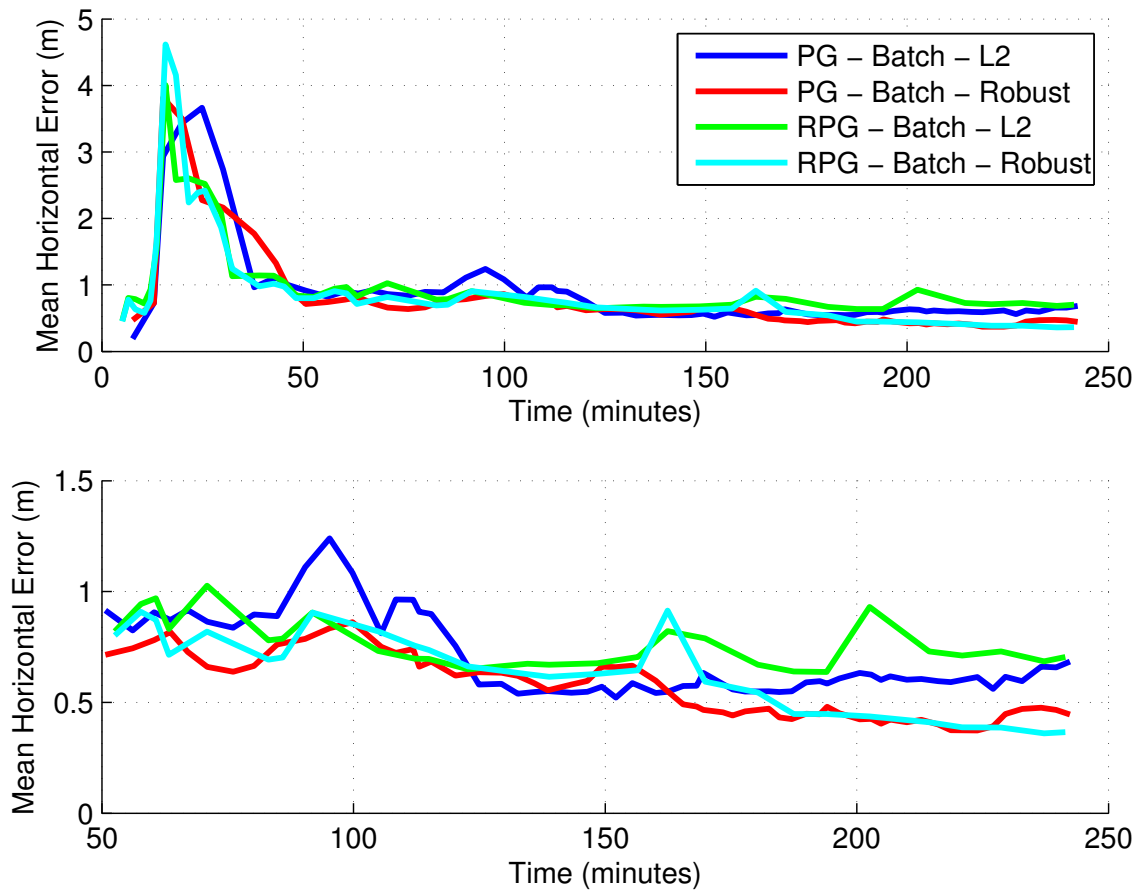 5
4
3
2
1
0
Mean Horizontal Error (m)
PG − Batch − L2
PG − Batch − Robust
RPG − Batch − L2
RPG − Batch − Robust
0 50 100 150 200 250
Time (minutes)
1.5
1
0.5
0
Mean Horizontal Error (m)
50 100 150 200 250
Time (minutes)